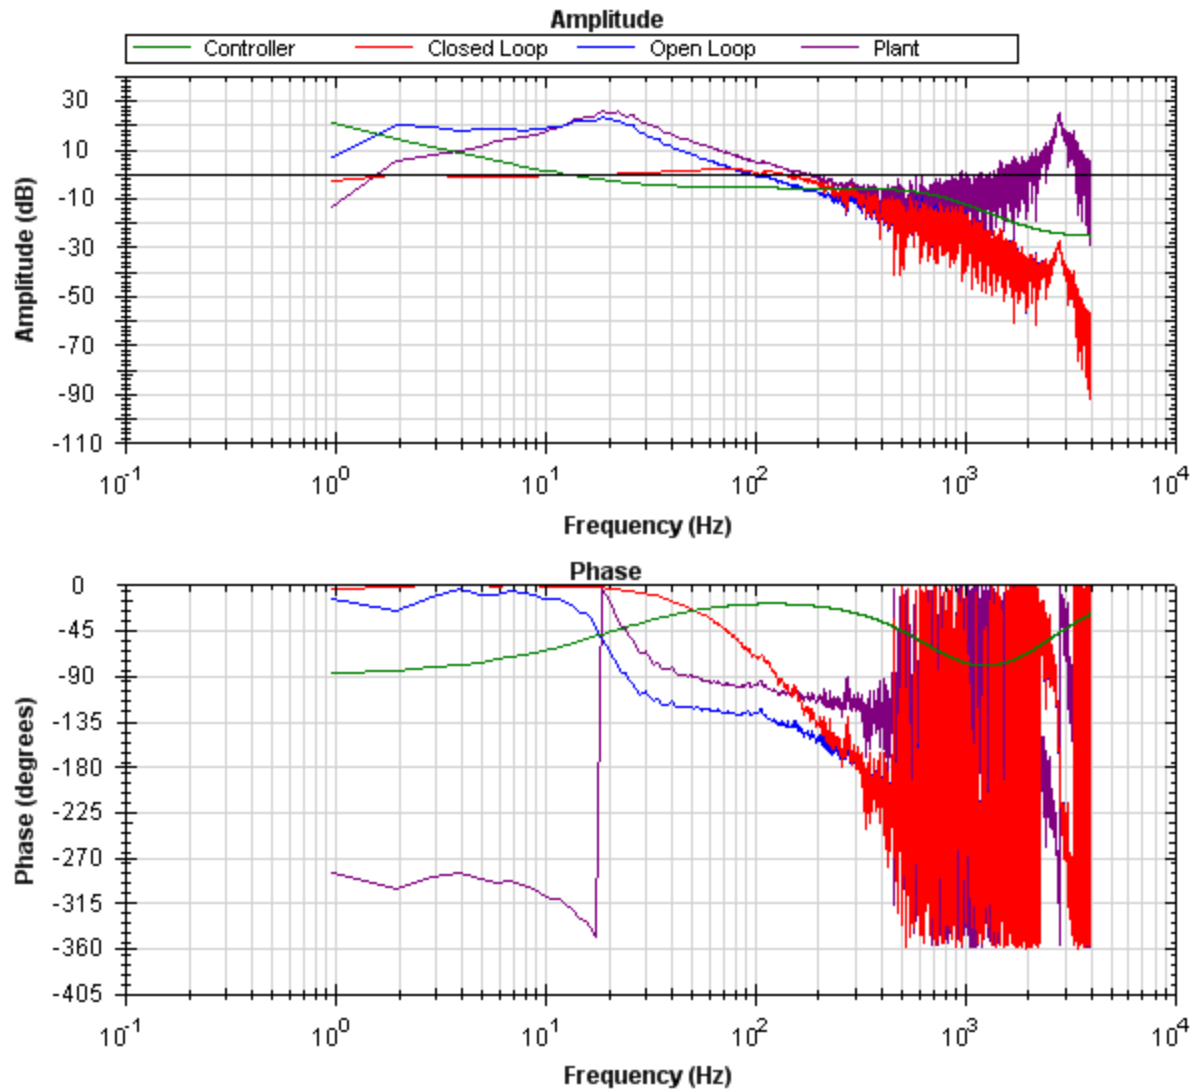 Amplitude
Controller Closed Loop Open Loop Plant
30
10
-10
-30
-50
-70
-90
-110
Amplitude (dB)
10-1 100 101 102 103 104
Frequency (Hz)
Phase
0
-45
-90
-135
-180
-225
-270
-315
-360
-405
Phase (degrees)
10-1 100 101 102 103 104
Frequency (Hz)